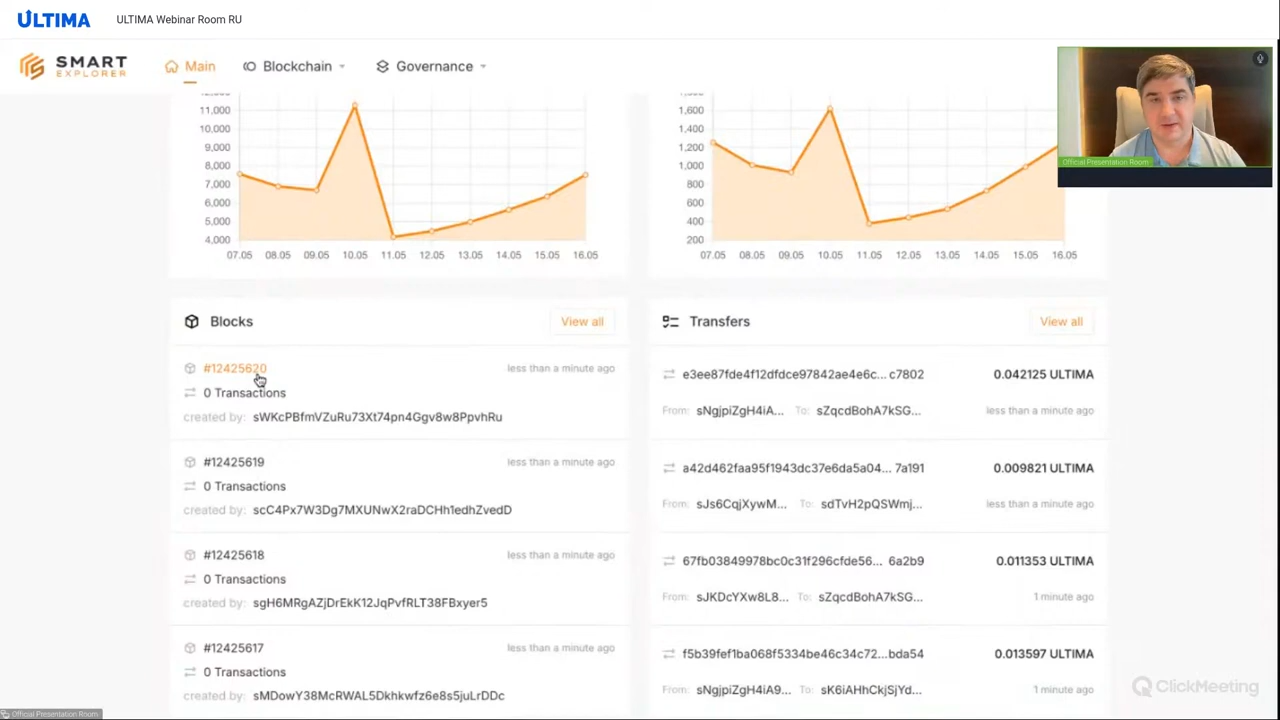 ULTIMA
ULTIMA Webinar Room RU
SMART
EXPLORER
Main
Blockchain
Governance
11,000
10,000
9,000
8,000
7,000
6,000
5,000
4,000
07.05 08.05 09.05 10.05 11.05 12.05 13.05 14.05 15.05 16.05
1,600
1,400
1,200
1,000
800
600
400
200
07.05 08.05 09.05 10.05 11.05 12.05 13.05 14.05 15.05 16.05
Official Presentation Room
Blocks
View all
#12425620
less than a minute ago
0 Transactions
created by: sWKcPBfmVZuRu73Xt74pn4Ggv8w8PpvhRu
#12425619
less than a minute ago
0 Transactions
created by: scC4Px7W3Dg7MXUNwX2raDCHh1edhZvedD
#12425618
less than a minute ago
0 Transactions
created by: sgH6MRgAZjDrEkK12JqPvfRLT38FBxyer5
#12425617
less than a minute ago
0 Transactions
created by: sMDowY38McRWAL5Dkhkwfz6e8s5juLrDDc
Transfers
View all
e3ee87fde4f12dfdce97842ae4e6c... c7802
0.042125 ULTIMA
From: sNgjpiZgH4iA... To: sZqcdBohA7kSG...
less than a minute ago
a42d462faa95f1943dc37e6da5a04... 7a191
0.009821 ULTIMA
From: sJs6CqjXywM... To: sdTvH2pQSWmj...
less than a minute ago
67fb03849978bc0c31f296cfde56... 6a2b9
0.011353 ULTIMA
From: sJKDcYXw8L8... To: sZqcdBohA7kSG...
1 minute ago
f5b39fef1ba068f5334be46c34c72...bda54
0.013597 ULTIMA
From: sNgjpiZgH4iA9... To: sK6iAHhCkjSjYd...
1 minute ago
ClickMeeting
Official Presentation Room